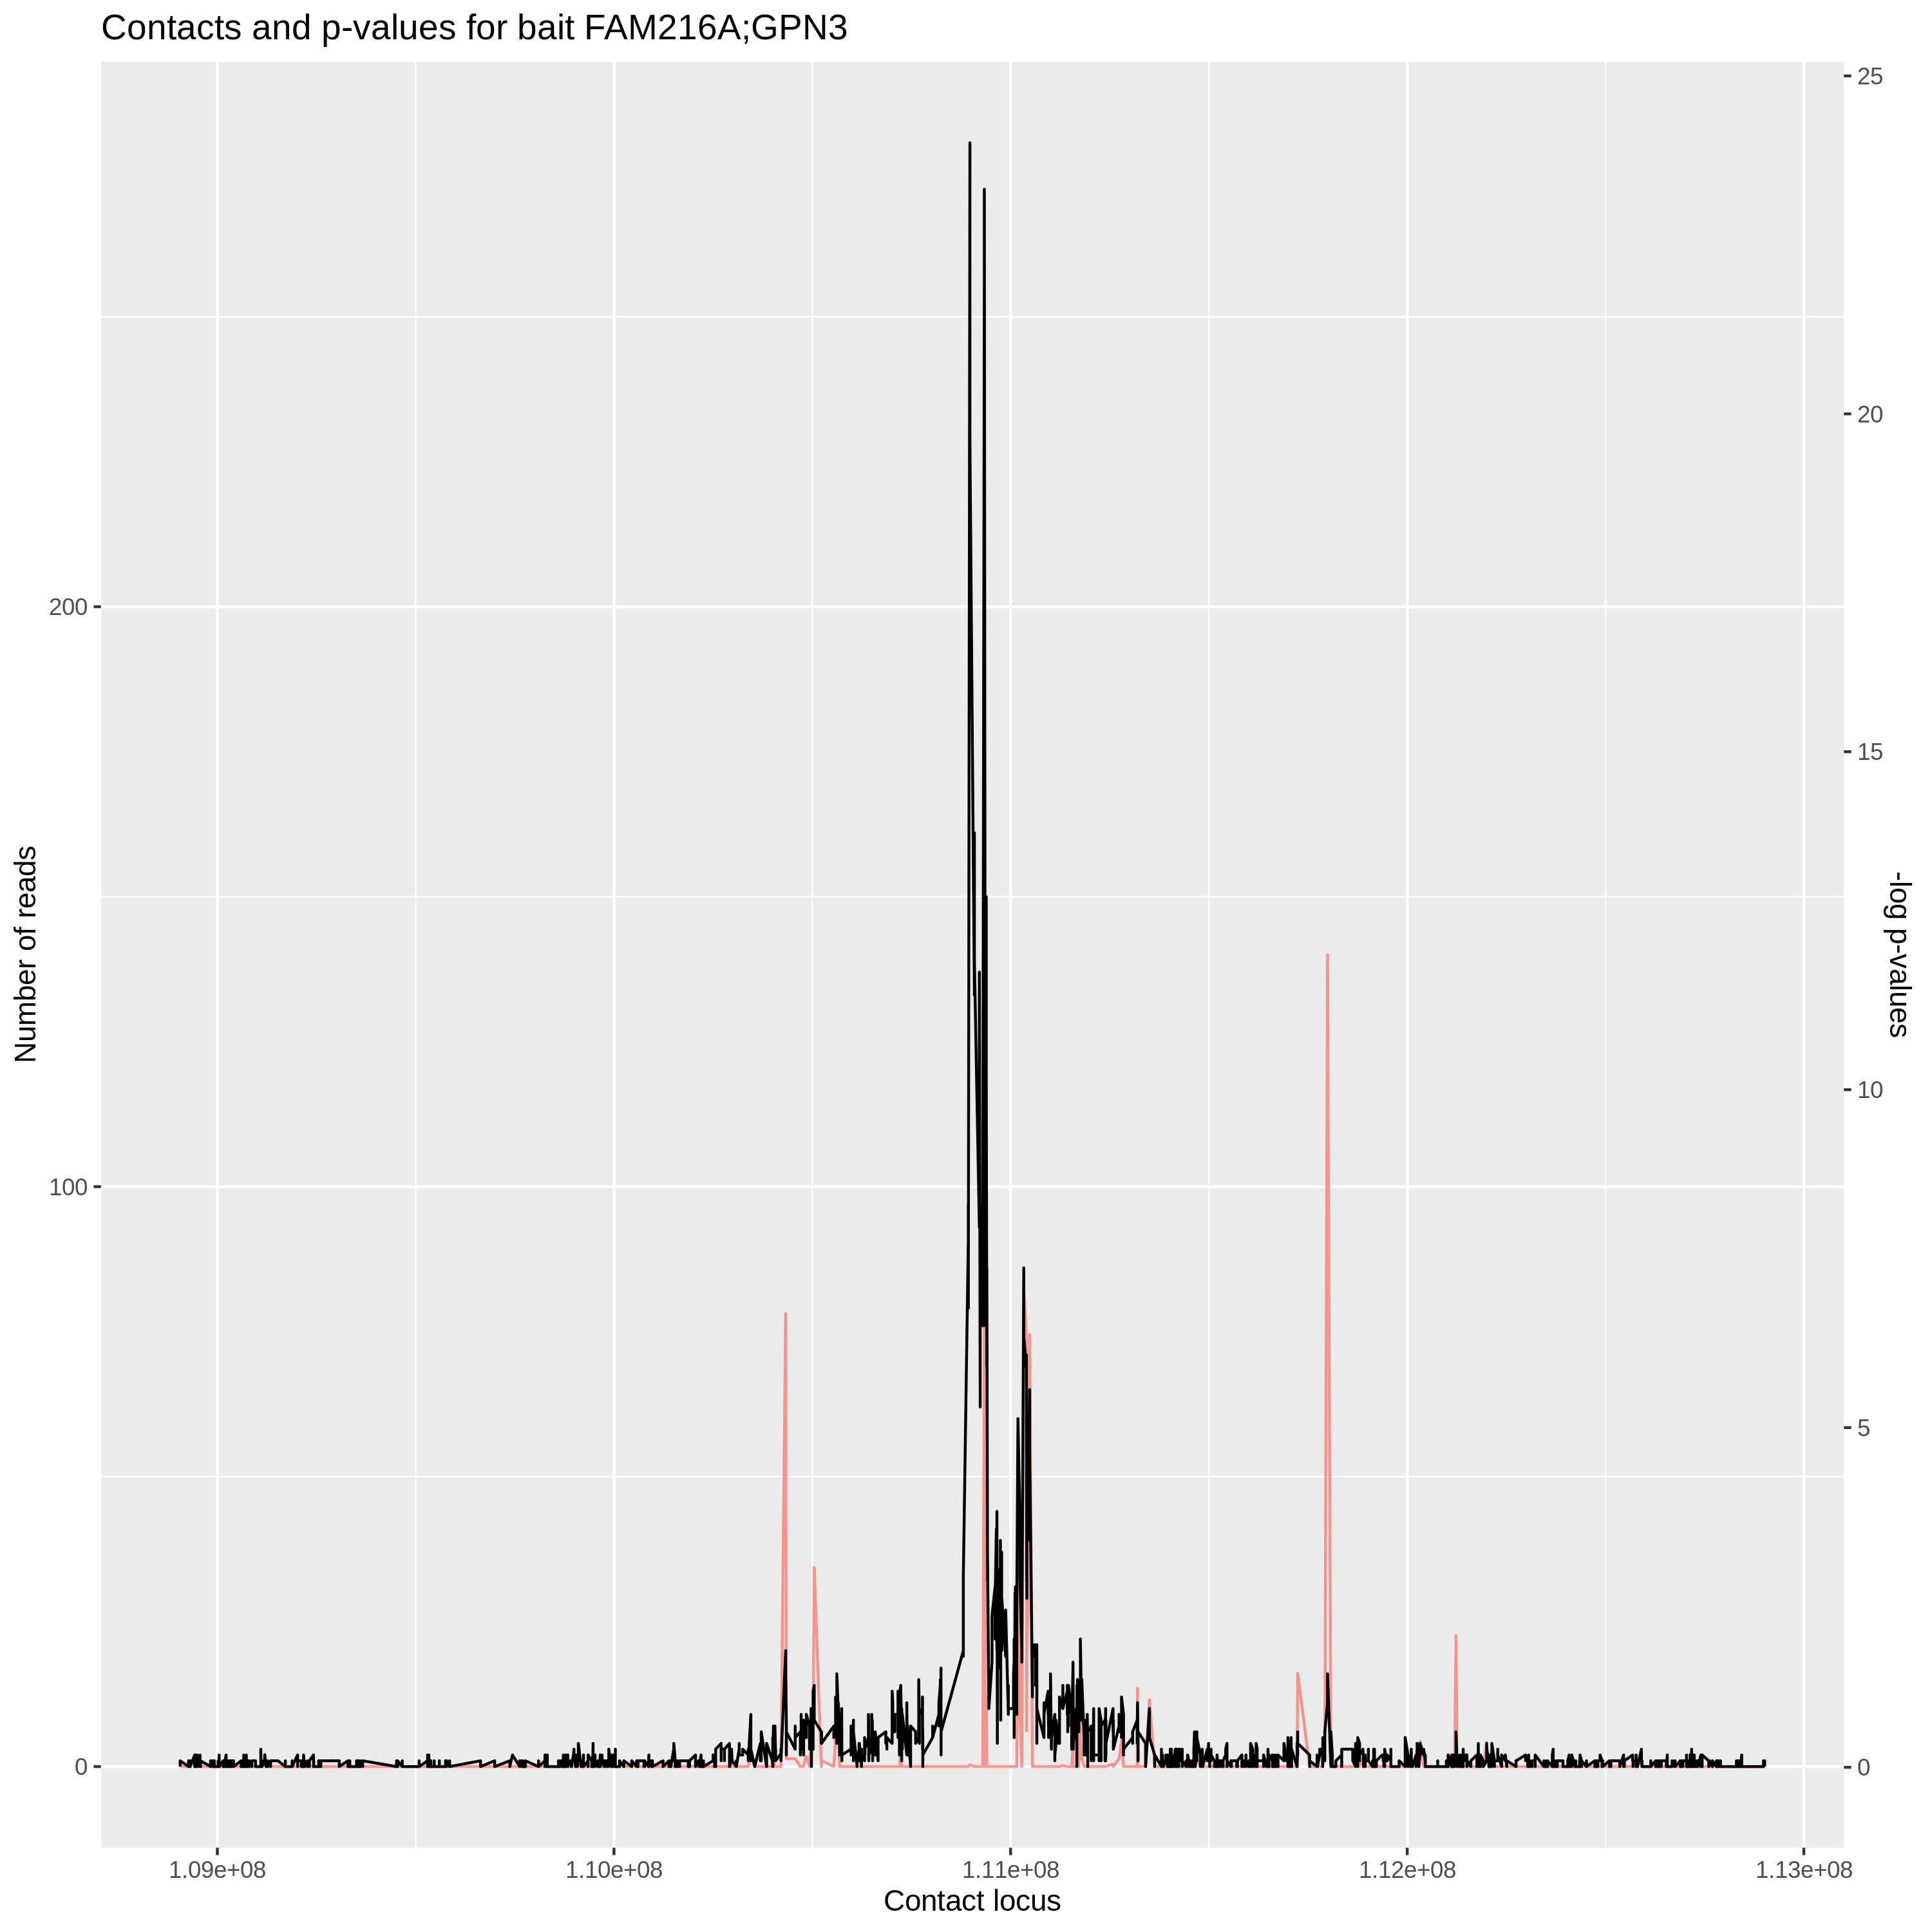 Contacts and p-values for bait FAM216A;GPN3
25
20
200
15
Number of reads
-log p-values
100
10
5
0
0
1.09e+08
1.10e+08
1.11e+08
1.12e+08
1.13e+08
Contact locus